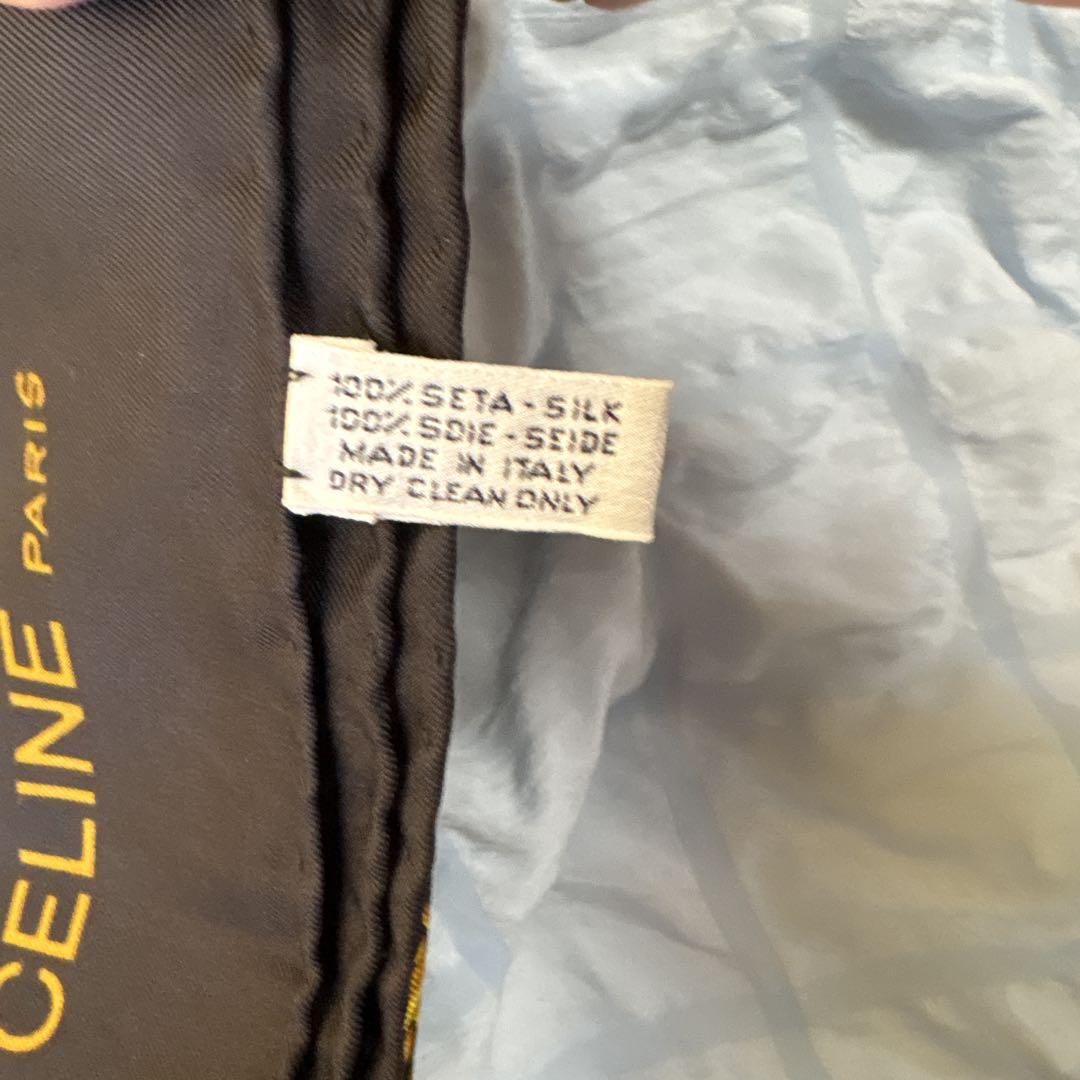 100% SETA - SILK
100% SOIE - SEIDE
MADE IN ITALY
DRY CLEAN ONLY
CELINE PARIS